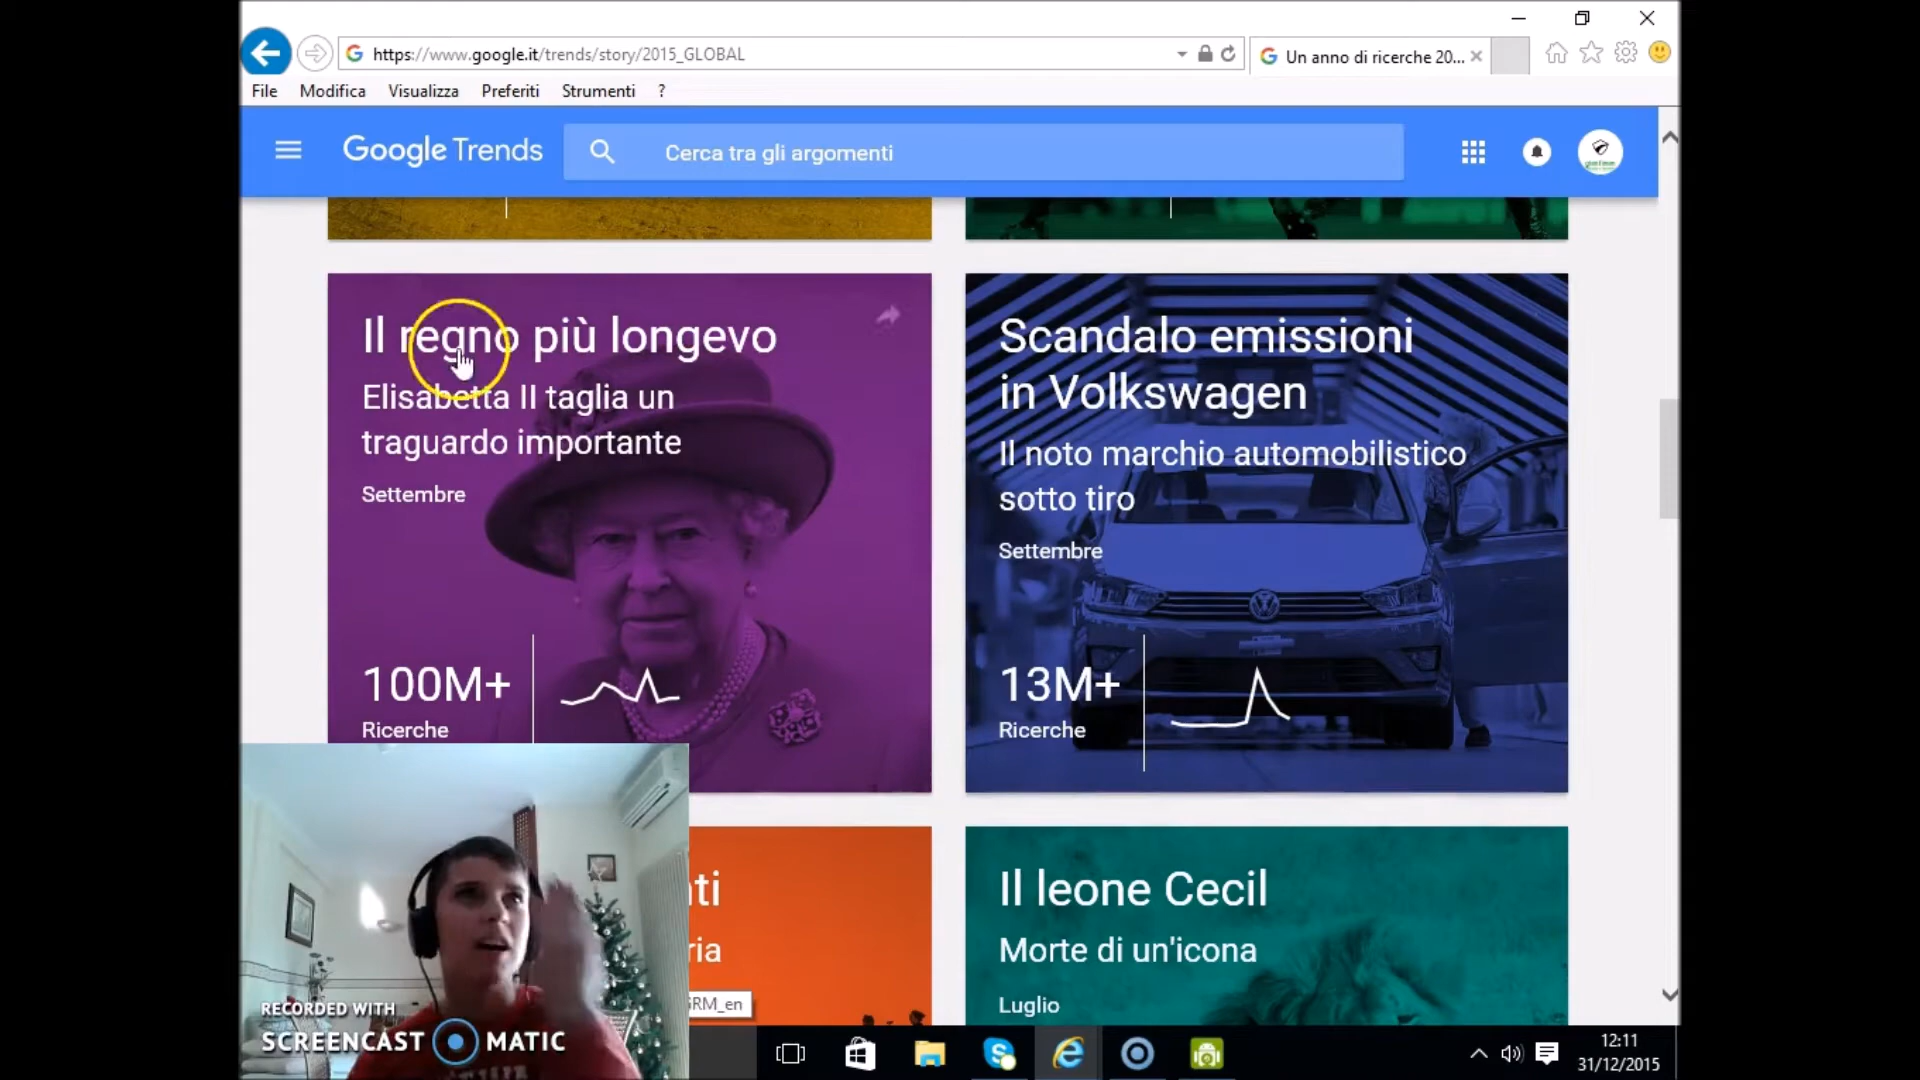 https://www.google.it/trends/story/2015_GLOBAL
Un anno di ricerche 20...
File Modifica Visualizza Preferiti Strumenti ?
Google Trends
Cerca tra gli argomenti
Il regno più longevo
Elisabetta II taglia un
traguardo importante
Settembre
100M+
Ricerche
Scandalo emissioni
in Volkswagen
Il noto marchio automobilistico
sotto tiro
Settembre
13M+
Ricerche
ti
ria
Il leone Cecil
Morte di un'icona
Luglio
RM_en
RECORDED WITH
SCREENCAST MATIC
12:11
31/12/2015